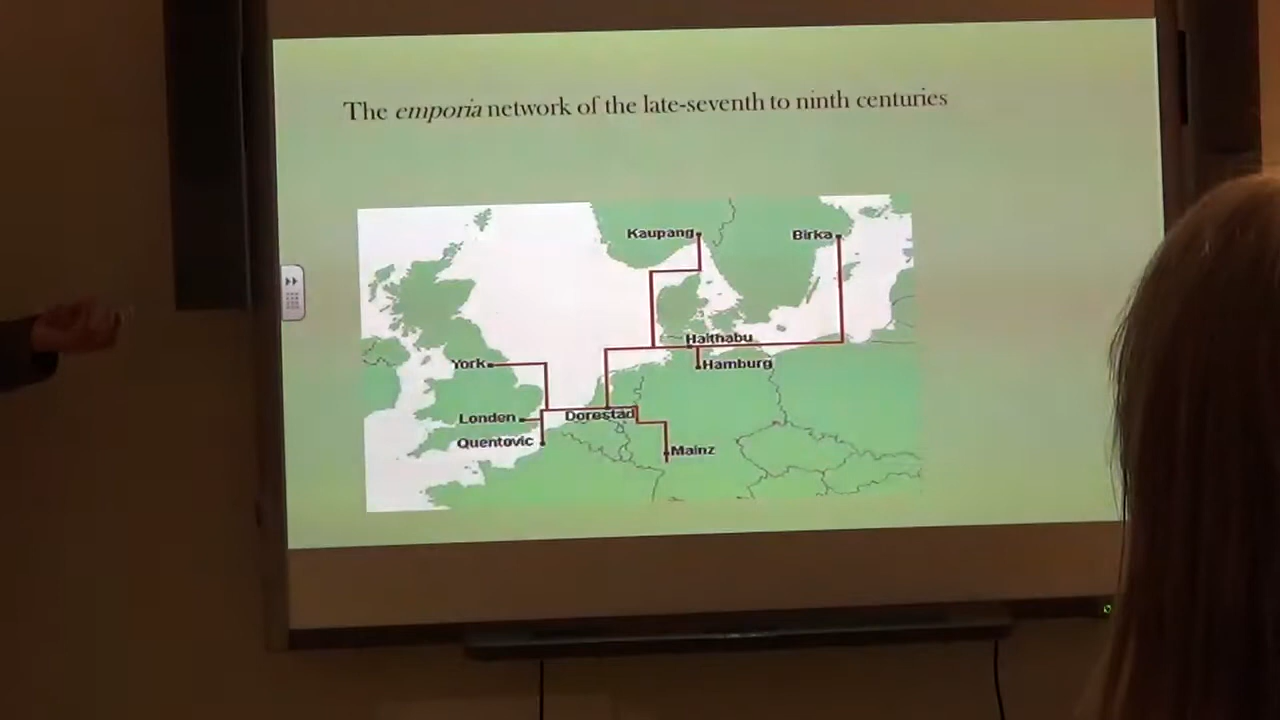 The emporia network of the late-seventh to ninth centuries
Kaupang
Birka
Haithabu
York
Hamburg
Londen
Dorestad
Quentovic
Mainz